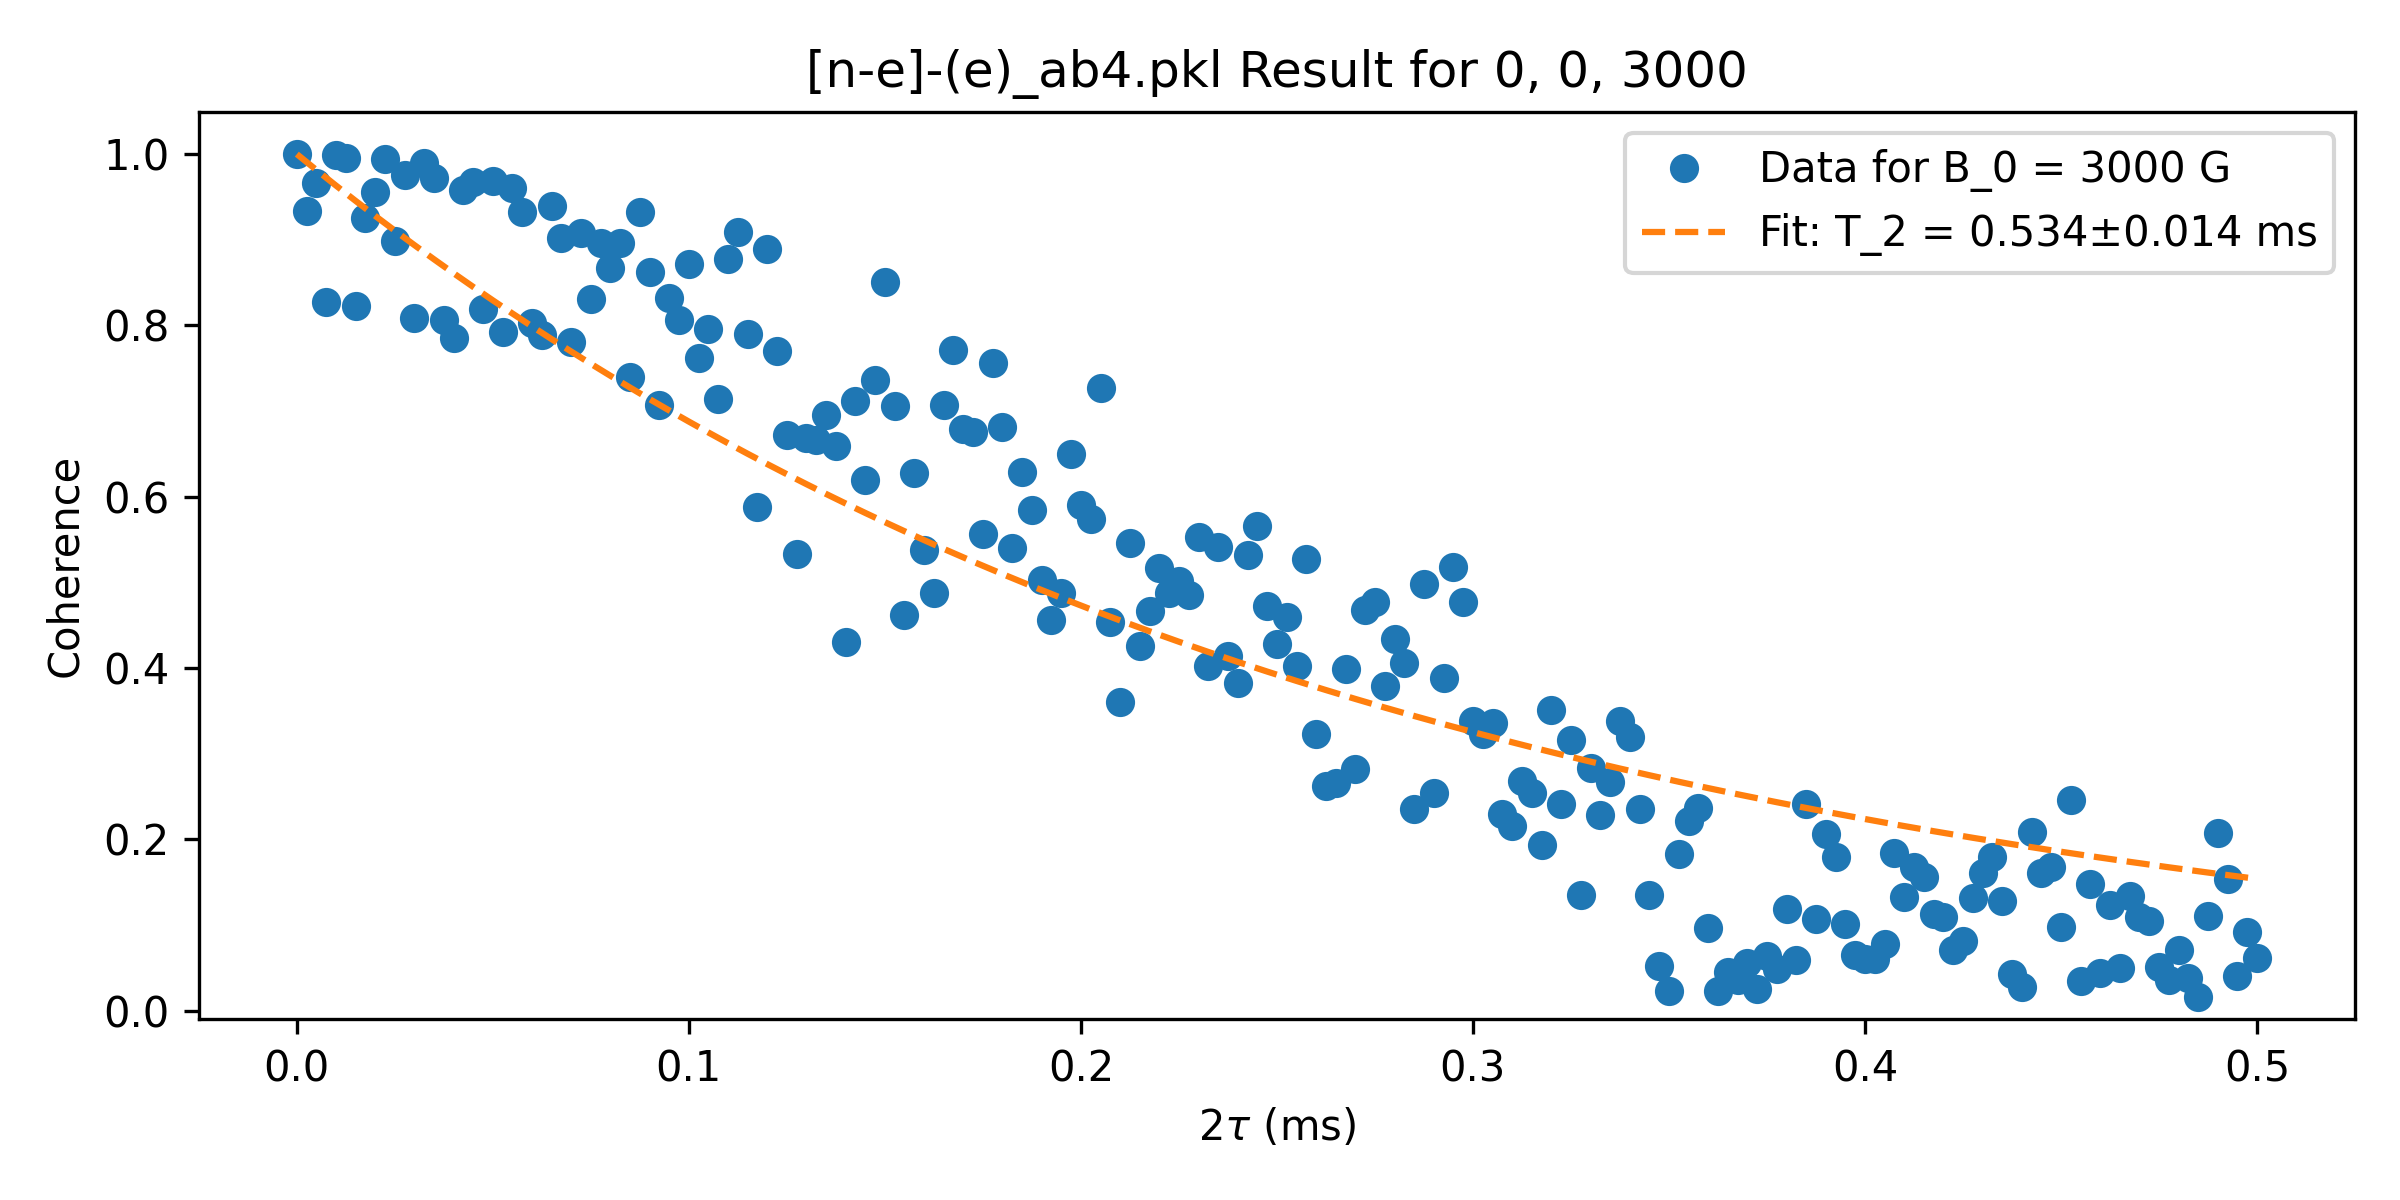 [n-e]-(e)_ab4.pkl Result for 0, 0, 3000
Data for B_0 = 3000 G
Fit: T_2 = 0.534±0.014 ms
Coherence
1.0
0.8
0.6
0.4
0.2
0.0
0.0 0.1 0.2 0.3 0.4 0.5
2τ (ms)